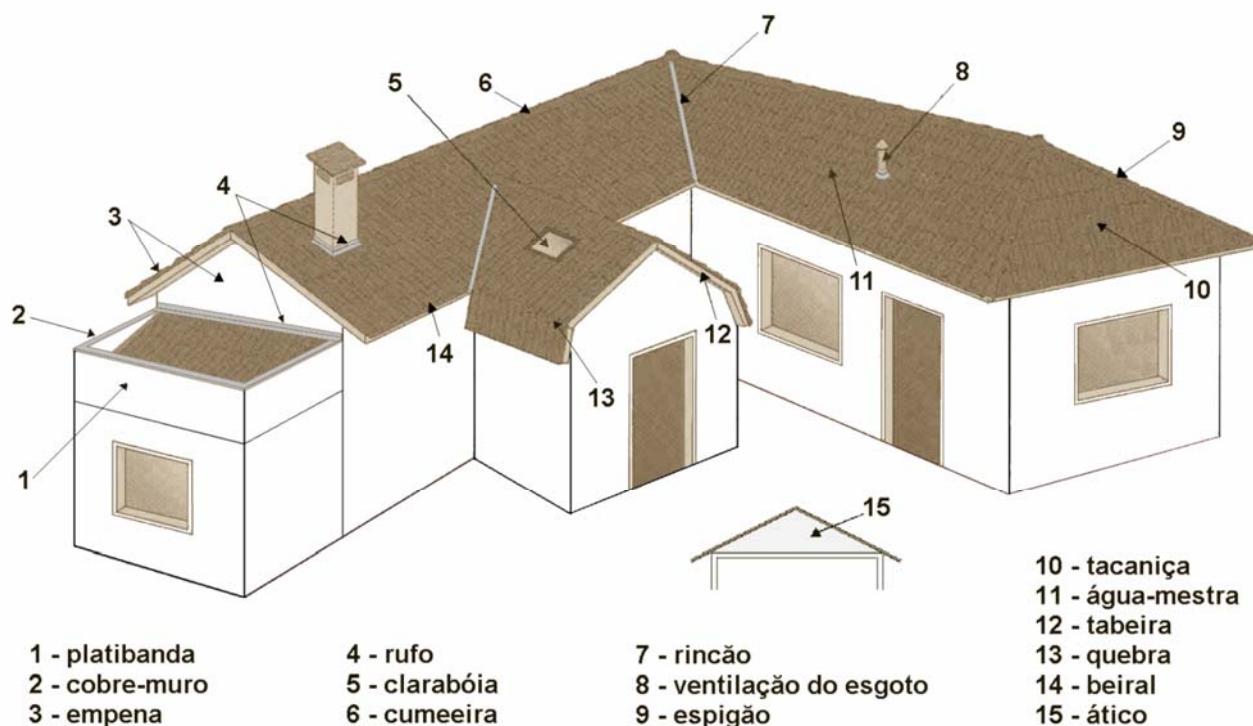 7
6
8
5
9
4
3
2
11
10
14
12
13
1
15
1 - platibanda
2 - cobre-muro
3 - empena
4 - rufo
5 - clarabóia
6 - cumeeira
7 - rincão
8 - ventilação do esgoto
9 - espigão
10 - tacaniça
11 - água-mestra
12 - tabeira
13 - quebra
14 - beiral
15 - ático